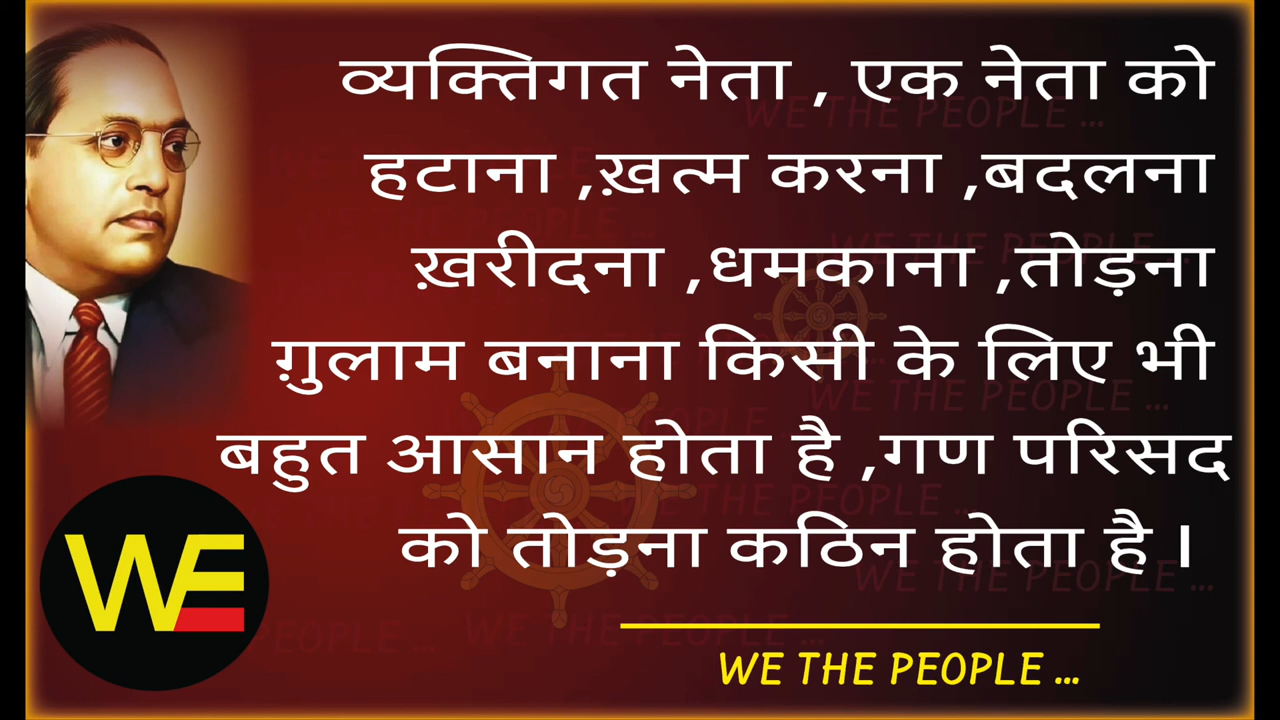 व्यक्तिगत नेता , एक नेता को
हटाना ,ख़त्म करना ,बदलना
ख़रीदना ,धमकाना ,तोड़ना
ग़ुलाम बनाना किसी के लिए भी
बहुत आसान होता है ,गण परिसद
को तोड़ना कठिन होता है ।
WE
WE THE PEOPLE ...